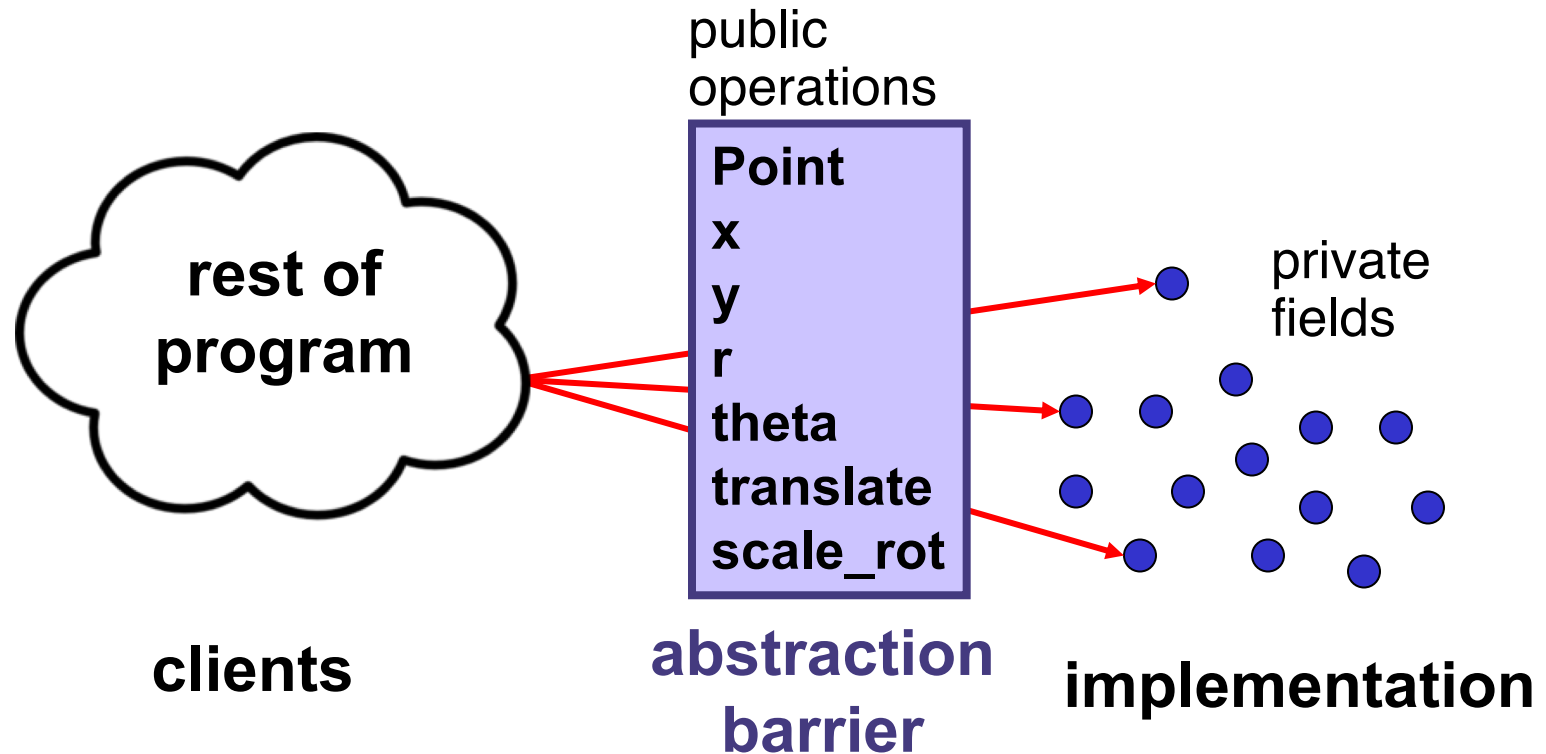 public
operations
Point
x
y
r
theta
translate
scale_rot
rest of
program
private
fields
clients
abstraction
barrier
implementation